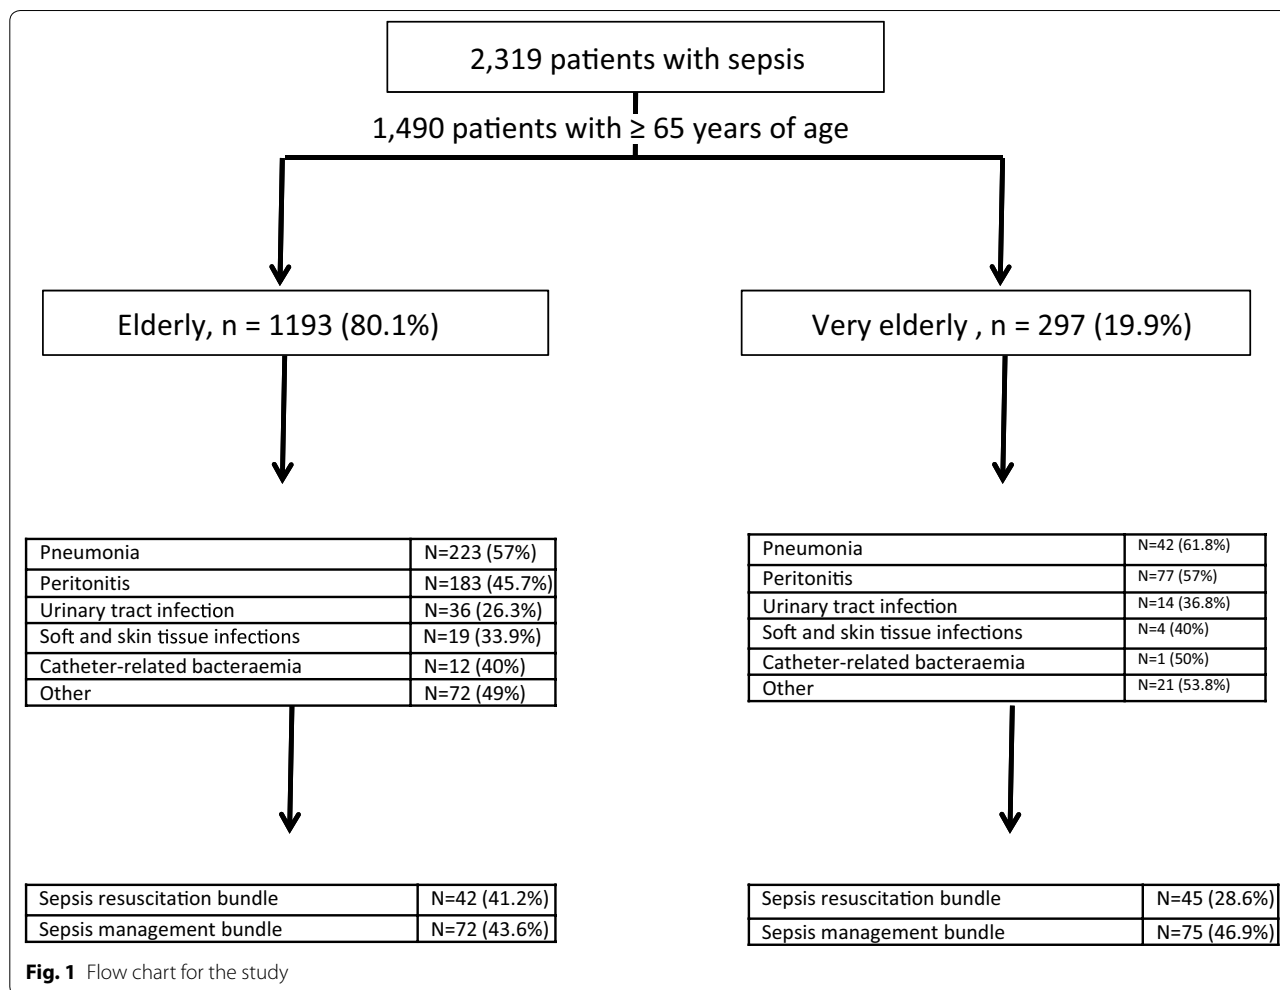 2,319 patients with sepsis
1,490 patients with ≥ 65 years of age
Elderly, n = 1193 (80.1%)
Very elderly , n = 297 (19.9%)
Pneumonia N=223 (57%)
Peritonitis N=183 (45.7%)
Urinary tract infection N=36 (26.3%)
Soft and skin tissue infections N=19 (33.9%)
Catheter-related bacteraemia N=12 (40%)
Other N=72 (49%)
Pneumonia N=42 (61.8%)
Peritonitis N=77 (57%)
Urinary tract infection N=14 (36.8%)
Soft and skin tissue infections N=4 (40%)
Catheter-related bacteraemia N=1 (50%)
Other N=21 (53.8%)
Sepsis resuscitation bundle N=42 (41.2%)
Sepsis management bundle N=72 (43.6%)
Sepsis resuscitation bundle N=45 (28.6%)
Sepsis management bundle N=75 (46.9%)
Fig. 1 Flow chart for the study